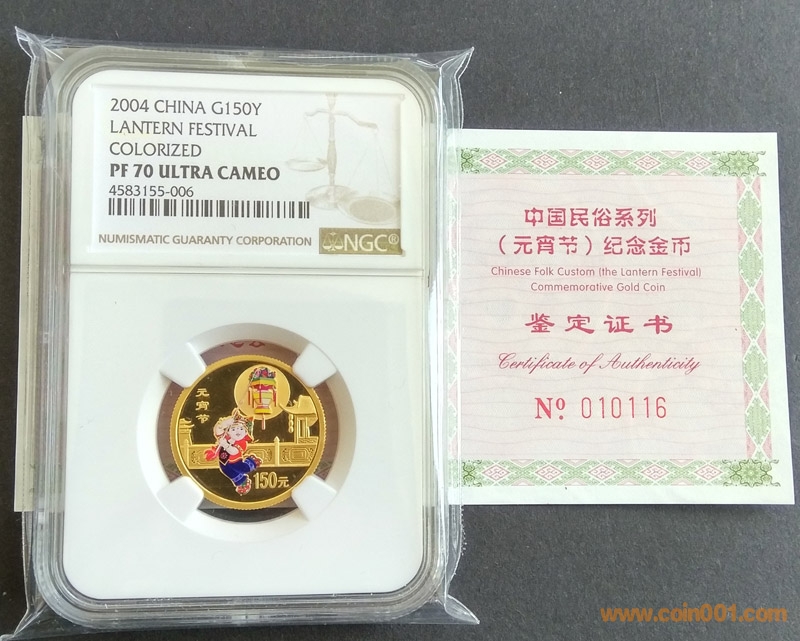 2004 CHINA G150Y
LANTERN FESTIVAL
COLORIZED
PF 70 ULTRA CAMEO
4583155-006
NUMISMATIC GUARANTY CORPORATION
NGC®
元宵节
150元
中国民俗系列
(元宵节)纪念金币
Chinese Folk Custom (the Lantern Festival)
Commemorative Gold Coin
鉴定证书
Certificate of Authenticity
No. 010116
www.coin001.com